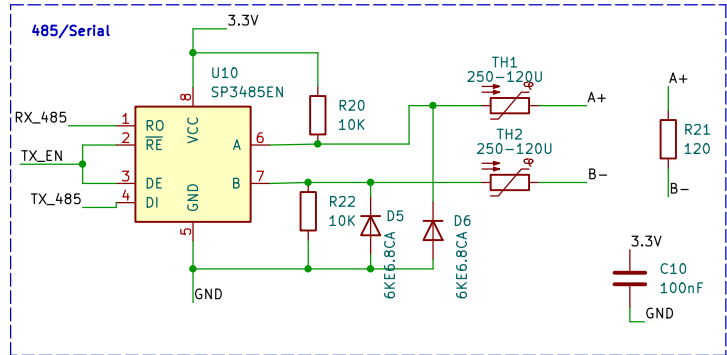 485/Serial
3.3V
U10
SP3485EN
8
VCC
RX_485
1
RO
2
RE
TX_EN
3
DE
TX_485
4
DI
GND
5
A
6
B
7
R20
10K
R22
10K
D5
6KE6.8CA
D6
6KE6.8CA
TH1
250-120U
θ
A+
TH2
250-120U
θ
B-
A+
R21
120
B-
3.3V
C10
100nF
GND
GND